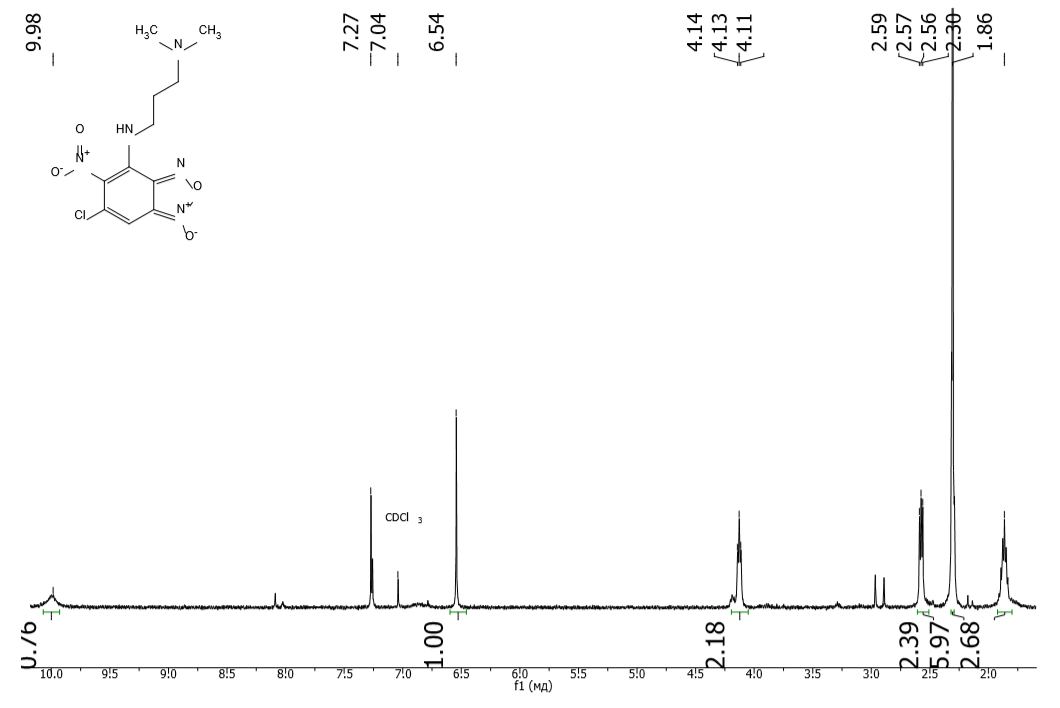 9.98 7.27 7.04 6.54 4.14 4.13 4.11 2.59 2.57 2.56 2.30 1.86
H3C N CH3
HN
O
N+
O-
N
O
Cl
N+
O-
CDCl 3
0.76 1.00 2.18 2.39 5.97 2.68
10.0 9.5 9.0 8.5 8.0 7.5 7.0 6.5 6.0 5.5 5.0 4.5 4.0 3.5 3.0 2.5 2.0
f1 (мд)